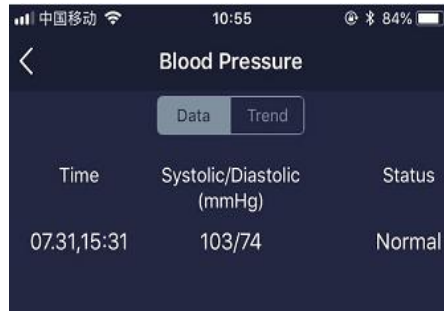 中国移动 10:55 84%
Blood Pressure
Data Trend
Time Systolic/Diastolic Status
(mmHg)
07.31,15:31 103/74 Normal